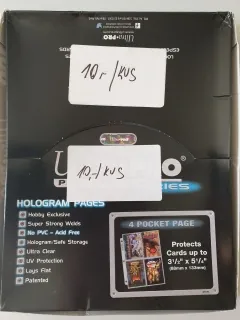 Ultra•PRO
10,-/KUS
10,-/KUS
HOLOGRAM PAGES
Hobby Exclusive
Super Strong Welds
No PVC - Acid Free
Hologram/Safe Storage
Ultra Clear
UV Protection
Lays Flat
Patented
4 POCKET PAGE
Protects
Cards up to
3½" x 5¼"
(88mm x 133mm)